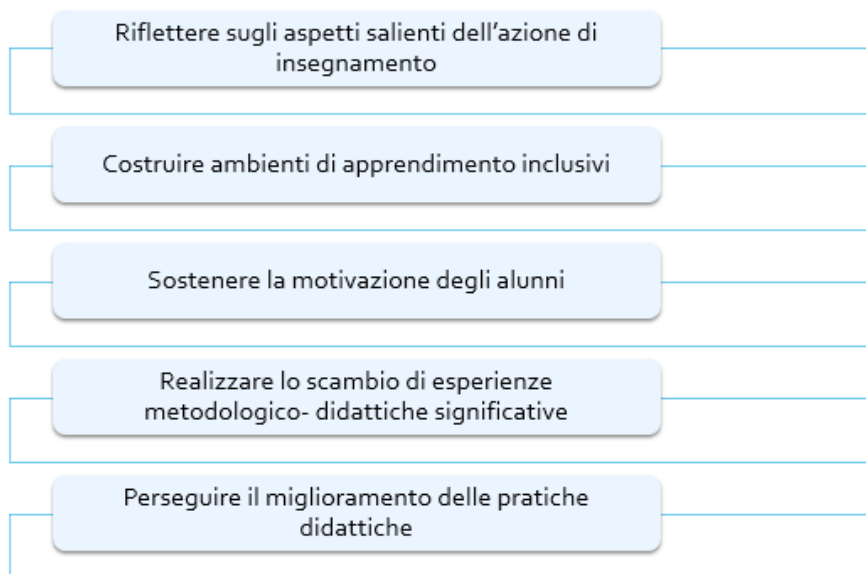 Riflettere sugli aspetti salienti dell'azione di
insegnamento
Costruire ambienti di apprendimento inclusivi
Sostenere la motivazione degli alunni
Realizzare lo scambio di esperienze
metodologico- didattiche significative
Perseguire il miglioramento delle pratiche
didattiche